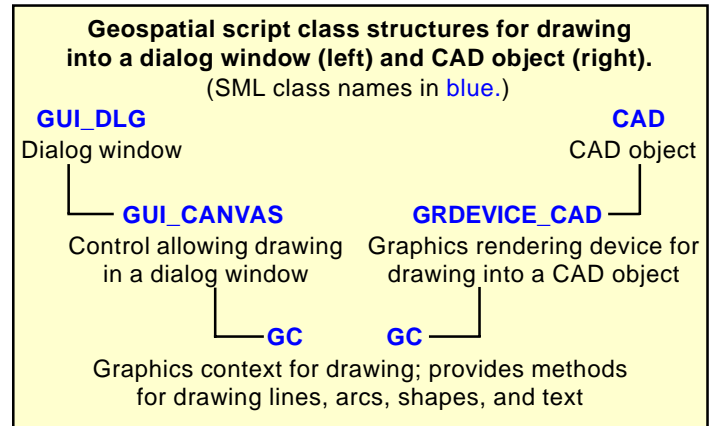 Geospatial script class structures for drawing
into a dialog window (left) and CAD object (right).
(SML class names in blue.)
GUI_DLG
Dialog window
CAD
CAD object
GUI_CANVAS
Control allowing drawing
in a dialog window
GRDEVICE_CAD
Graphics rendering device for
drawing into a CAD object
GC
GC
Graphics context for drawing; provides methods
for drawing lines, arcs, shapes, and text